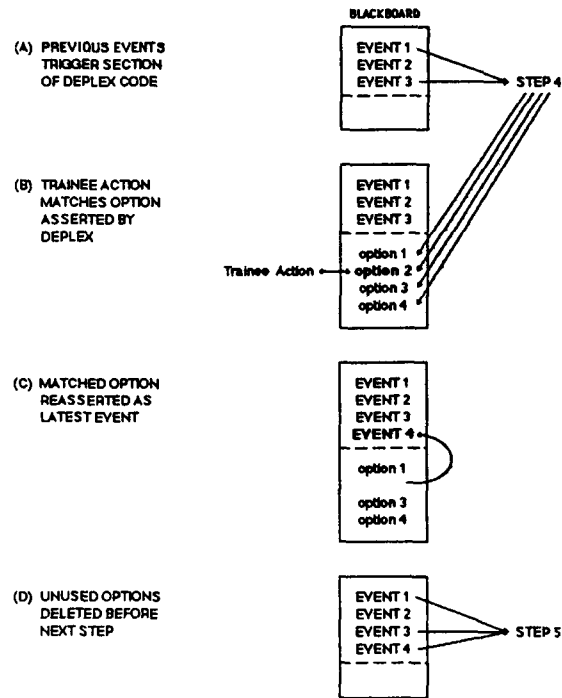 BLACKBOARD
(A) PREVIOUS EVENTS
TRIGGER SECTION
OF DEPLEX CODE
EVENT 1
EVENT 2
EVENT 3
STEP 4
(B) TRAINEE ACTION
MATCHES OPTION
ASSERTED BY
DEPLEX
EVENT 1
EVENT 2
EVENT 3
option 1
Trainee Action
option 2
option 3
option 4
(C) MATCHED OPTION
REASSERTED AS
LATEST EVENT
EVENT 1
EVENT 2
EVENT 3
EVENT 4
option 1
option 3
option 4
(D) UNUSED OPTIONS
DELETED BEFORE
NEXT STEP
EVENT 1
EVENT 2
EVENT 3
EVENT 4
STEP 5